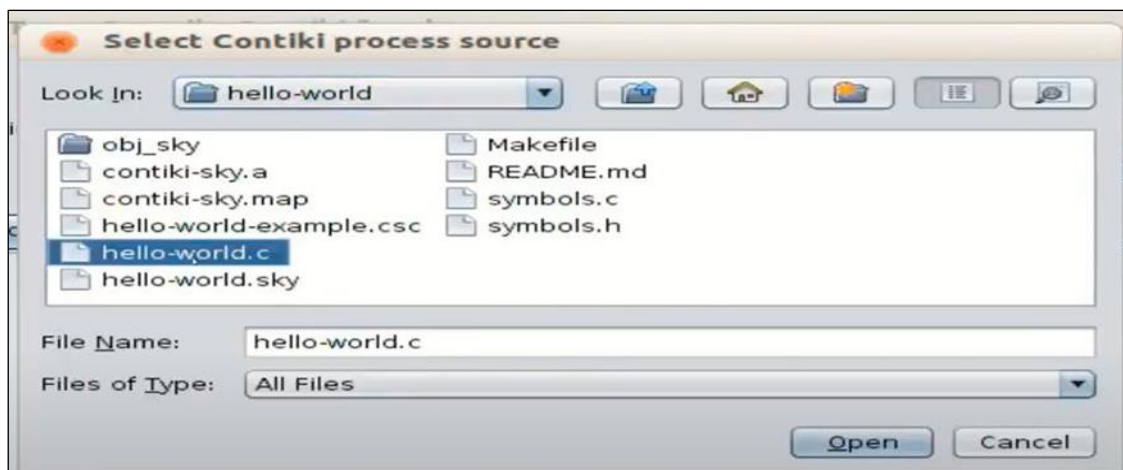 Select Contiki process source
Look In: hello-world
obj_sky
contiki-sky.a
contiki-sky.map
hello-world-example.csc
hello-world.c
hello-world.sky
Makefile
README.md
symbols.c
symbols.h
File Name: hello-world.c
Files of Type: All Files
Open Cancel